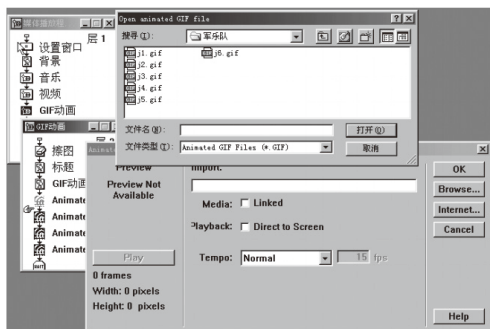 层 1
设置窗口
背景
音乐
视频
GIF动画
GIF动画
擦图
标题
GIF动画
Animate
Animate
Animate
Open animated GIF file
搜寻(I):
军乐队
j1.gif
j2.gif
j3.gif
j4.gif
j5.gif
j6.gif
文件名(N):
打开(O)
文件类型(T):
Animated GIF Files (*.GIF)
取消
Animate
Preview
Preview Not
Available
Play
0 frames
Width: 0 pixels
Height: 0 pixels
Import:
Media:
Linked
Playback:
Direct to Screen
Tempo:
Normal
15 fps
OK
Browse...
Internet...
Cancel
Help